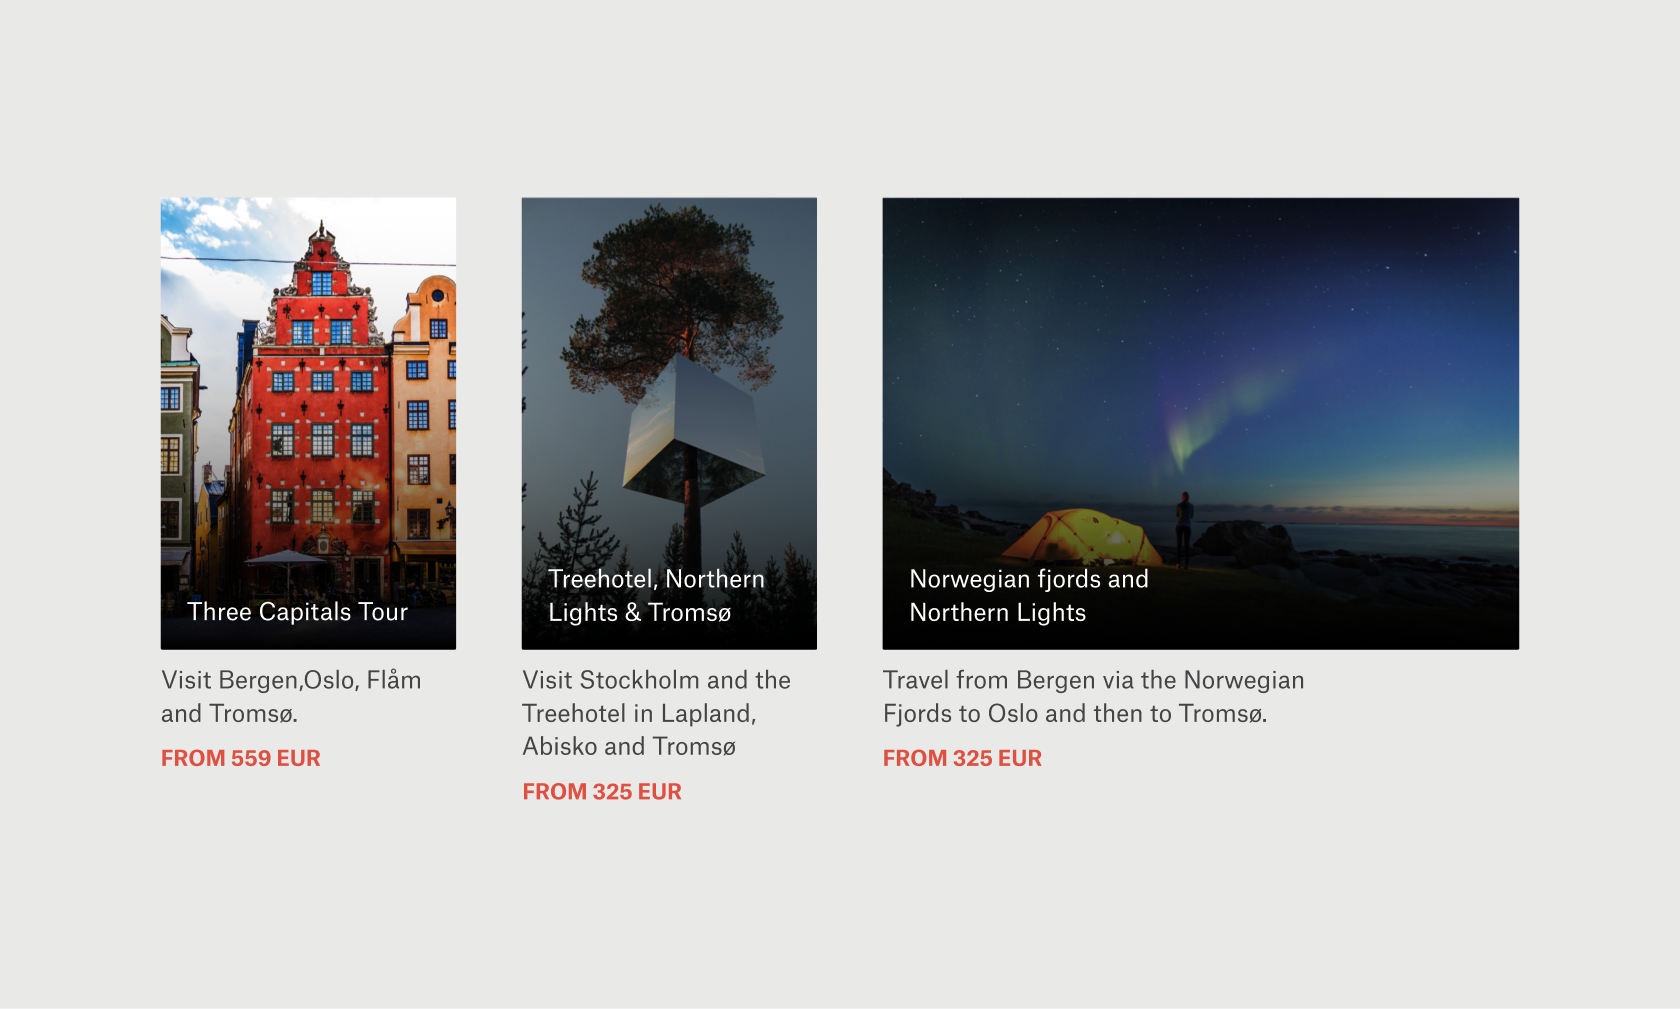 Three Capitals Tour
Visit Bergen,Oslo, Flåm
and Tromsø.
FROM 559 EUR
Treehotel, Northern
Lights & Tromsø
Visit Stockholm and the
Treehotel in Lapland,
Abisko and Tromsø
FROM 325 EUR
Norwegian fjords and
Northern Lights
Travel from Bergen via the Norwegian
Fjords to Oslo and then to Tromsø.
FROM 325 EUR